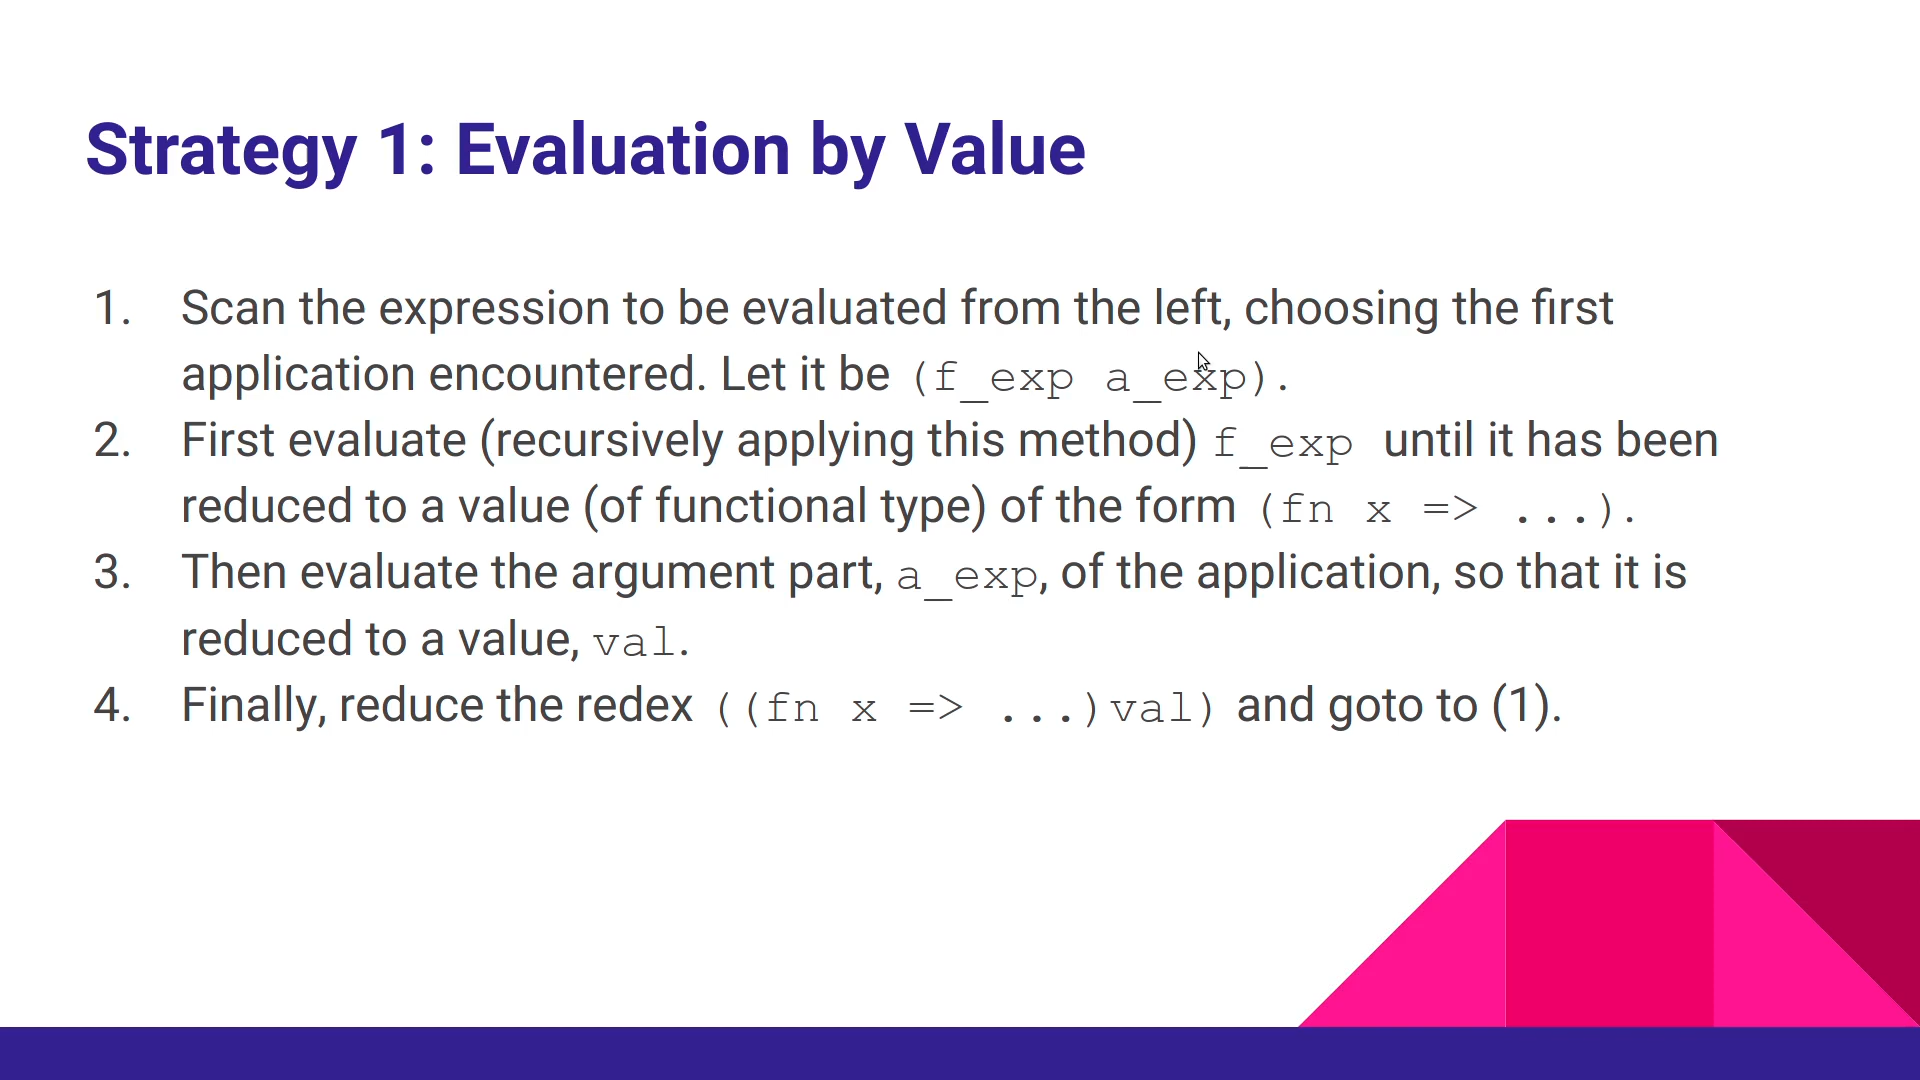 Strategy 1: Evaluation by Value
1. Scan the expression to be evaluated from the left, choosing the first
application encountered. Let it be (f_exp a_exp).
2. First evaluate (recursively applying this method) f_exp until it has been
reduced to a value (of functional type) of the form (fn x => ...).
3. Then evaluate the argument part, a_exp, of the application, so that it is
reduced to a value, val.
4. Finally, reduce the redex ((fn x => ...)val) and goto to (1).